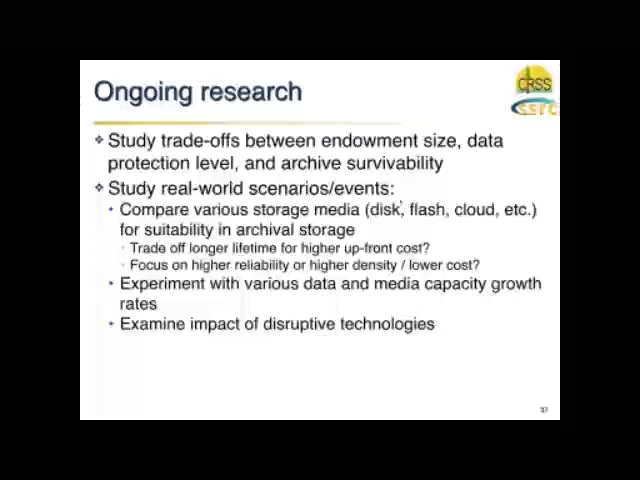 Ongoing research
CRSS
SSRC
Study trade-offs between endowment size, data
protection level, and archive survivability
Study real-world scenarios/events:
Compare various storage media (disk, flash, cloud, etc.)
for suitability in archival storage
Trade off longer lifetime for higher up-front cost?
Focus on higher reliability or higher density / lower cost?
Experiment with various data and media capacity growth
rates
Examine impact of disruptive technologies